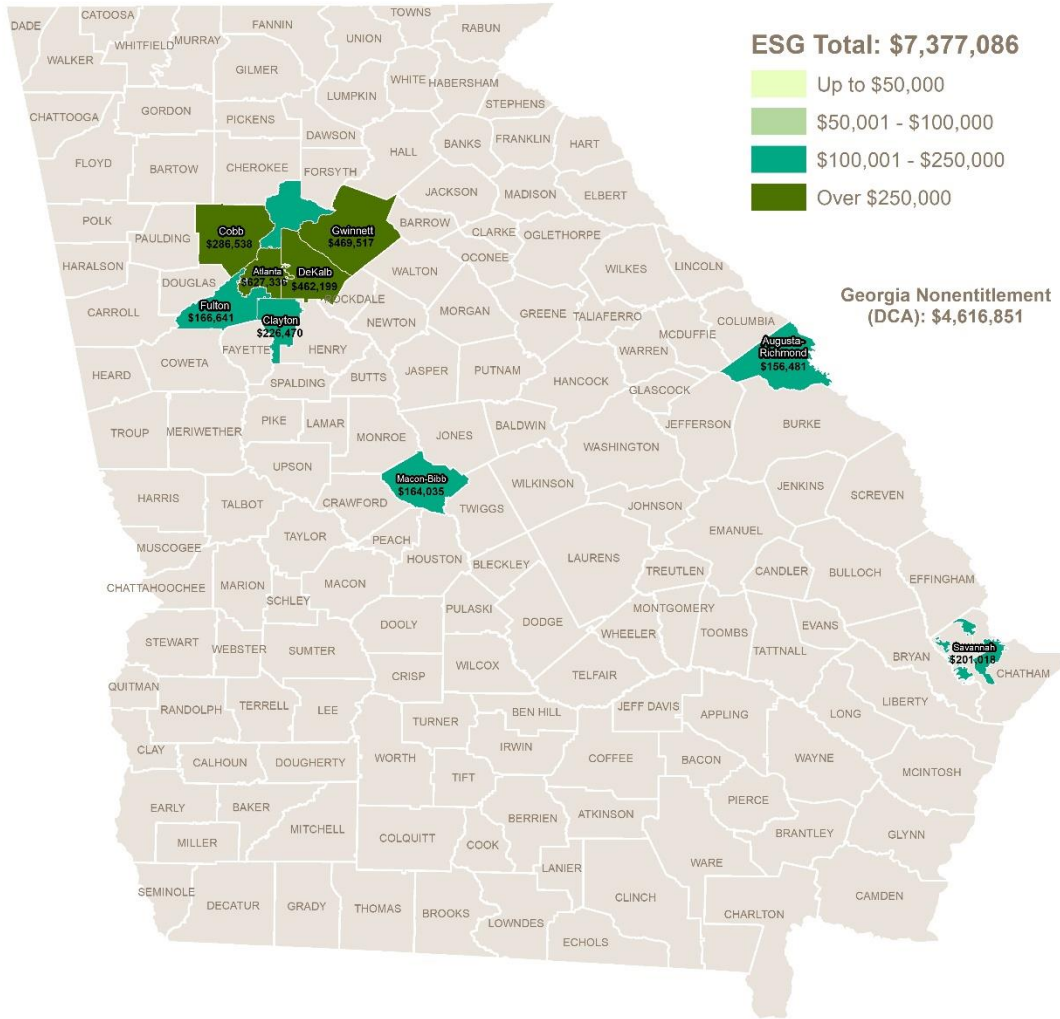 ESG Total: $7,377,086
Up to $50,000
$50,001 - $100,000
$100,001 - $250,000
Over $250,000
Georgia Nonentitlement
(DCA): $4,616,851
DADE
CATOOSA
WHITFIELD
MURRAY
FANNIN
TOWNS
UNION
RABUN
WALKER
GILMER
WHITE
HABERSHAM
LUMPKIN
STEPHENS
CHATTOOGA
GORDON
PICKENS
DAWSON
BANKS
FRANKLIN
HART
HALL
FLOYD
BARTOW
CHEROKEE
FORSYTH
JACKSON
MADISON
ELBERT
POLK
PAULDING
Cobb
$286,538
Gwinnett
$469,517
BARROW
CLARKE
OGLETHORPE
OCONEE
HARALSON
DOUGLAS
Atlanta
$627,336
DeKalb
$462,199
WALTON
WILKES
LINCOLN
CARROLL
Fulton
$166,641
Clayton
$226,470
ROCKDALE
NEWTON
MORGAN
GREENE
TALIAFERRO
MCDUFFIE
COLUMBIA
Augusta-
Richmond
$156,481
HEARD
COWETA
FAYETTE
HENRY
SPALDING
BUTTS
JASPER
PUTNAM
HANCOCK
WARREN
GLASCOCK
TROUP
MERIWETHER
PIKE
LAMAR
MONROE
JONES
BALDWIN
WASHINGTON
JEFFERSON
BURKE
UPSON
Macon-Bibb
$164,035
WILKINSON
JENKINS
SCREVEN
HARRIS
TALBOT
CRAWFORD
TWIGGS
JOHNSON
EMANUEL
MUSCOGEE
TAYLOR
PEACH
HOUSTON
BLECKLEY
LAURENS
TREUTLEN
CANDLER
BULLOCH
EFFINGHAM
CHATTAHOOCHEE
MARION
SCHLEY
MACON
PULASKI
DODGE
MONTGOMERY
WHEELER
TOOMBS
EVANS
TATTNALL
BRYAN
Savannah
$201,018
CHATHAM
STEWART
WEBSTER
SUMTER
DOOLY
CRISP
WILCOX
TELFAIR
LIBERTY
QUITMAN
RANDOLPH
TERRELL
LEE
TURNER
BEN HILL
JEFF DAVIS
APPLING
LONG
CLAY
CALHOUN
DOUGHERTY
WORTH
IRWIN
TIFT
COFFEE
BACON
WAYNE
MCINTOSH
EARLY
BAKER
MITCHELL
COLQUITT
COOK
BERRIEN
ATKINSON
PIERCE
BRANTLEY
GLYNN
MILLER
LANIER
WARE
SEMINOLE
DECATUR
GRADY
THOMAS
BROOKS
LOWNDES
ECHOLS
CLINCH
CHARLTON
CAMDEN